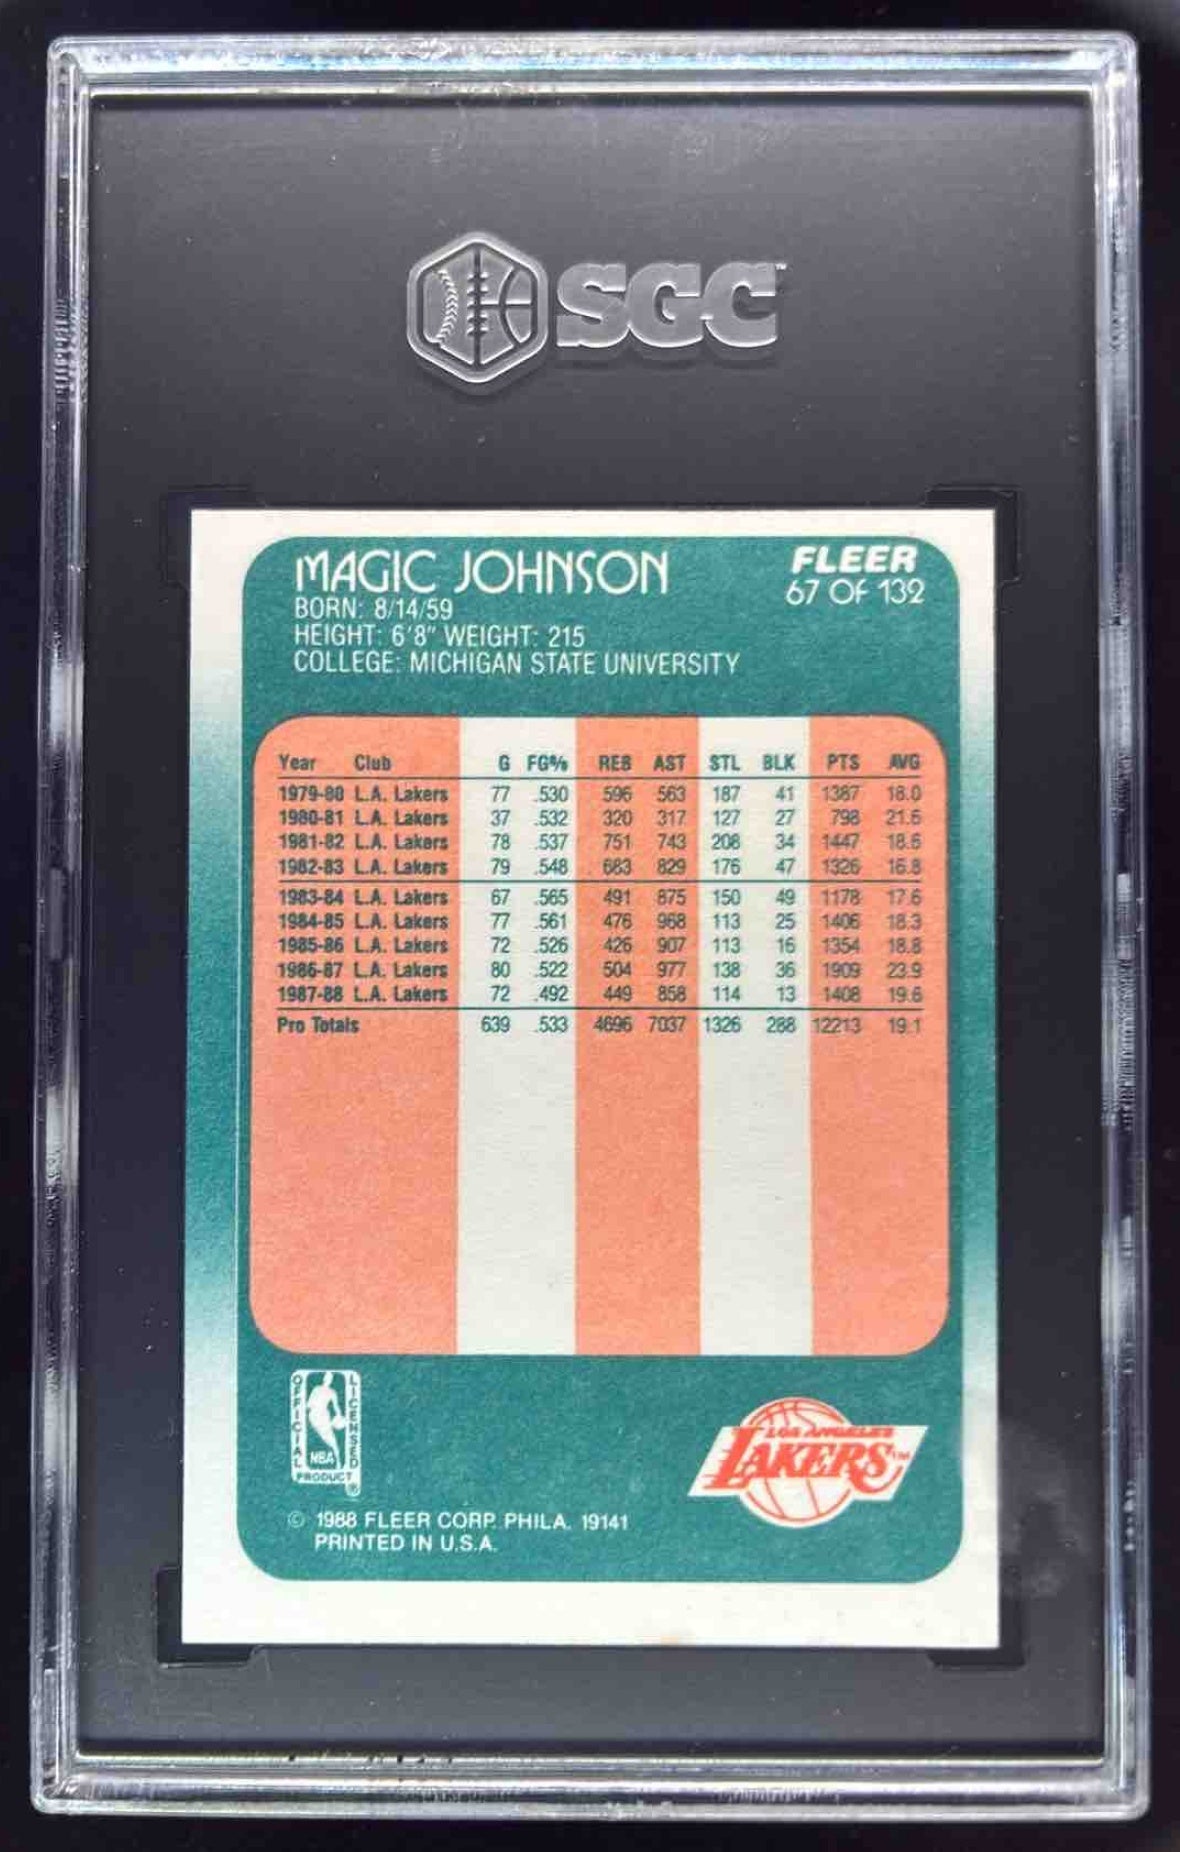 SGC™
MAGIC JOHNSON
FLEER
67 OF 132
BORN: 8/14/59
HEIGHT: 6'8" WEIGHT: 215
COLLEGE: MICHIGAN STATE UNIVERSITY
Year Club G FG% REB AST STL BLK PTS AVG
1979-80 L.A. Lakers 77 .530 596 563 187 41 1387 18.0
1980-81 L.A. Lakers 37 .532 320 317 127 27 798 21.6
1981-82 L.A. Lakers 78 .537 751 743 208 34 1447 18.6
1982-83 L.A. Lakers 79 .548 683 829 176 47 1326 16.8
1983-84 L.A. Lakers 67 .565 491 875 150 49 1178 17.6
1984-85 L.A. Lakers 77 .561 476 968 113 25 1406 18.3
1985-86 L.A. Lakers 72 .526 426 907 113 16 1354 18.8
1986-87 L.A. Lakers 80 .522 504 977 138 36 1909 23.9
1987-88 L.A. Lakers 72 .492 449 858 114 13 1408 19.6
Pro Totals 639 .533 4696 7037 1326 288 12213 19.1
OFFICIAL LICENSED
NBA
PRODUCT ®
LOS ANGELES
LAKERS™
© 1988 FLEER CORP. PHILA. 19141
PRINTED IN U.S.A.